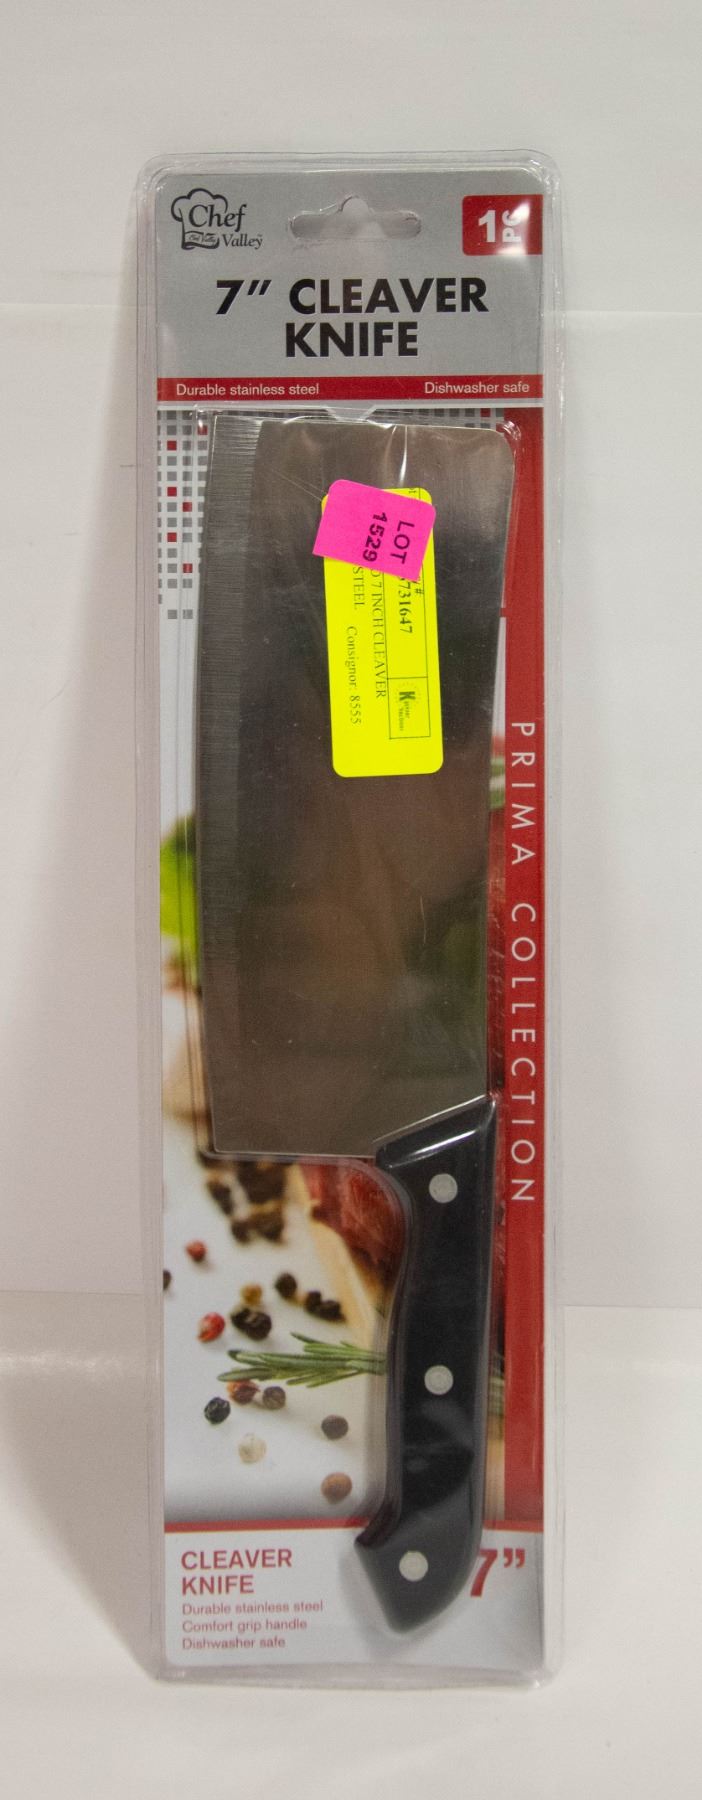 Chef
Valley
1 PC
7" CLEAVER
KNIFE
Durable stainless steel
Dishwasher safe
LOT
1529
731647
7 INCH CLEAVER
STEEL
Consignor: 8555
PRIMA COLLECTION
CLEAVER
KNIFE
7"
Durable stainless steel
Comfort grip handle
Dishwasher safe